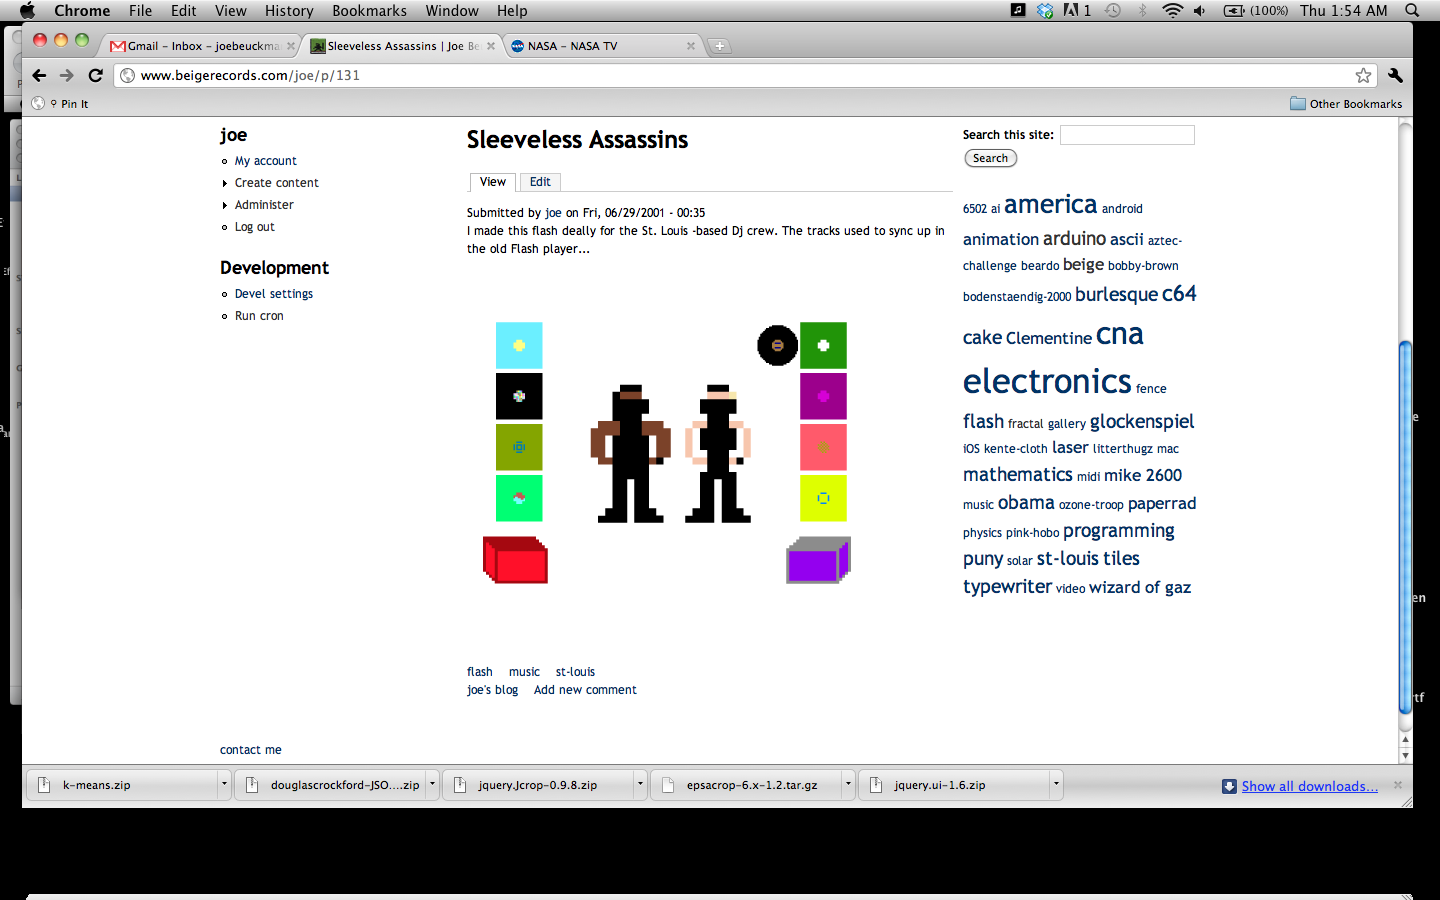 Chrome File Edit View History Bookmarks Window Help 1 (100%) Thu 1:54 AM
Gmail – Inbox – joebeuckma Sleeveless Assassins | Joe Be NASA – NASA TV
www.beigerecords.com/joe/p/131
Pin It Other Bookmarks
joe
My account
Create content
Administer
Log out
Development
Devel settings
Run cron
Sleeveless Assassins
View Edit
Submitted by joe on Fri, 06/29/2001 - 00:35
I made this flash deally for the St. Louis -based Dj crew. The tracks used to sync up in
the old Flash player...
flash music st-louis
joe's blog Add new comment
Search this site:
Search
6502 ai america android
animation arduino ascii aztec-
challenge beardo beige bobby-brown
bodenstaendig-2000 burlesque c64
cake Clementine cna
electronics fence
flash fractal gallery glockenspiel
iOS kente-cloth laser litterthugz mac
mathematics midi mike 2600
music obama ozone-troop paperrad
physics pink-hobo programming
puny solar st-louis tiles
typewriter video wizard of gaz
contact me
k-means.zip douglascrockford-JSO....zip jquery.Jcrop-0.9.8.zip epsacrop-6.x-1.2.tar.gz jquery.ui-1.6.zip Show all downloads...